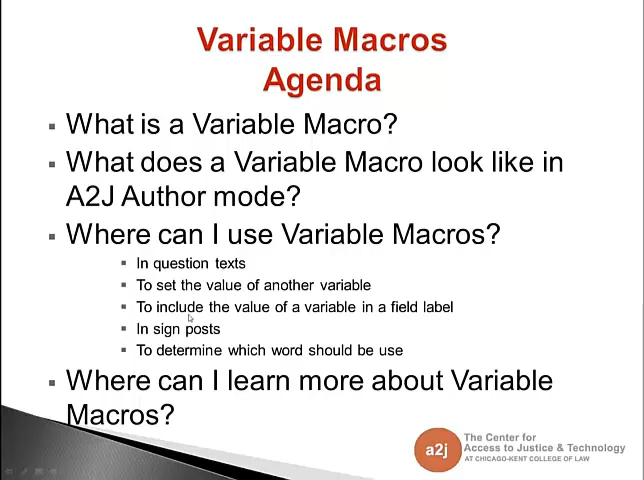 Variable Macros
Agenda
What is a Variable Macro?
What does a Variable Macro look like in
A2J Author mode?
Where can I use Variable Macros?
In question texts
To set the value of another variable
To include the value of a variable in a field label
In sign posts
To determine which word should be use
Where can I learn more about Variable
Macros?
a2j
The Center for
Access to Justice & Technology
AT CHICAGO-KENT COLLEGE OF LAW